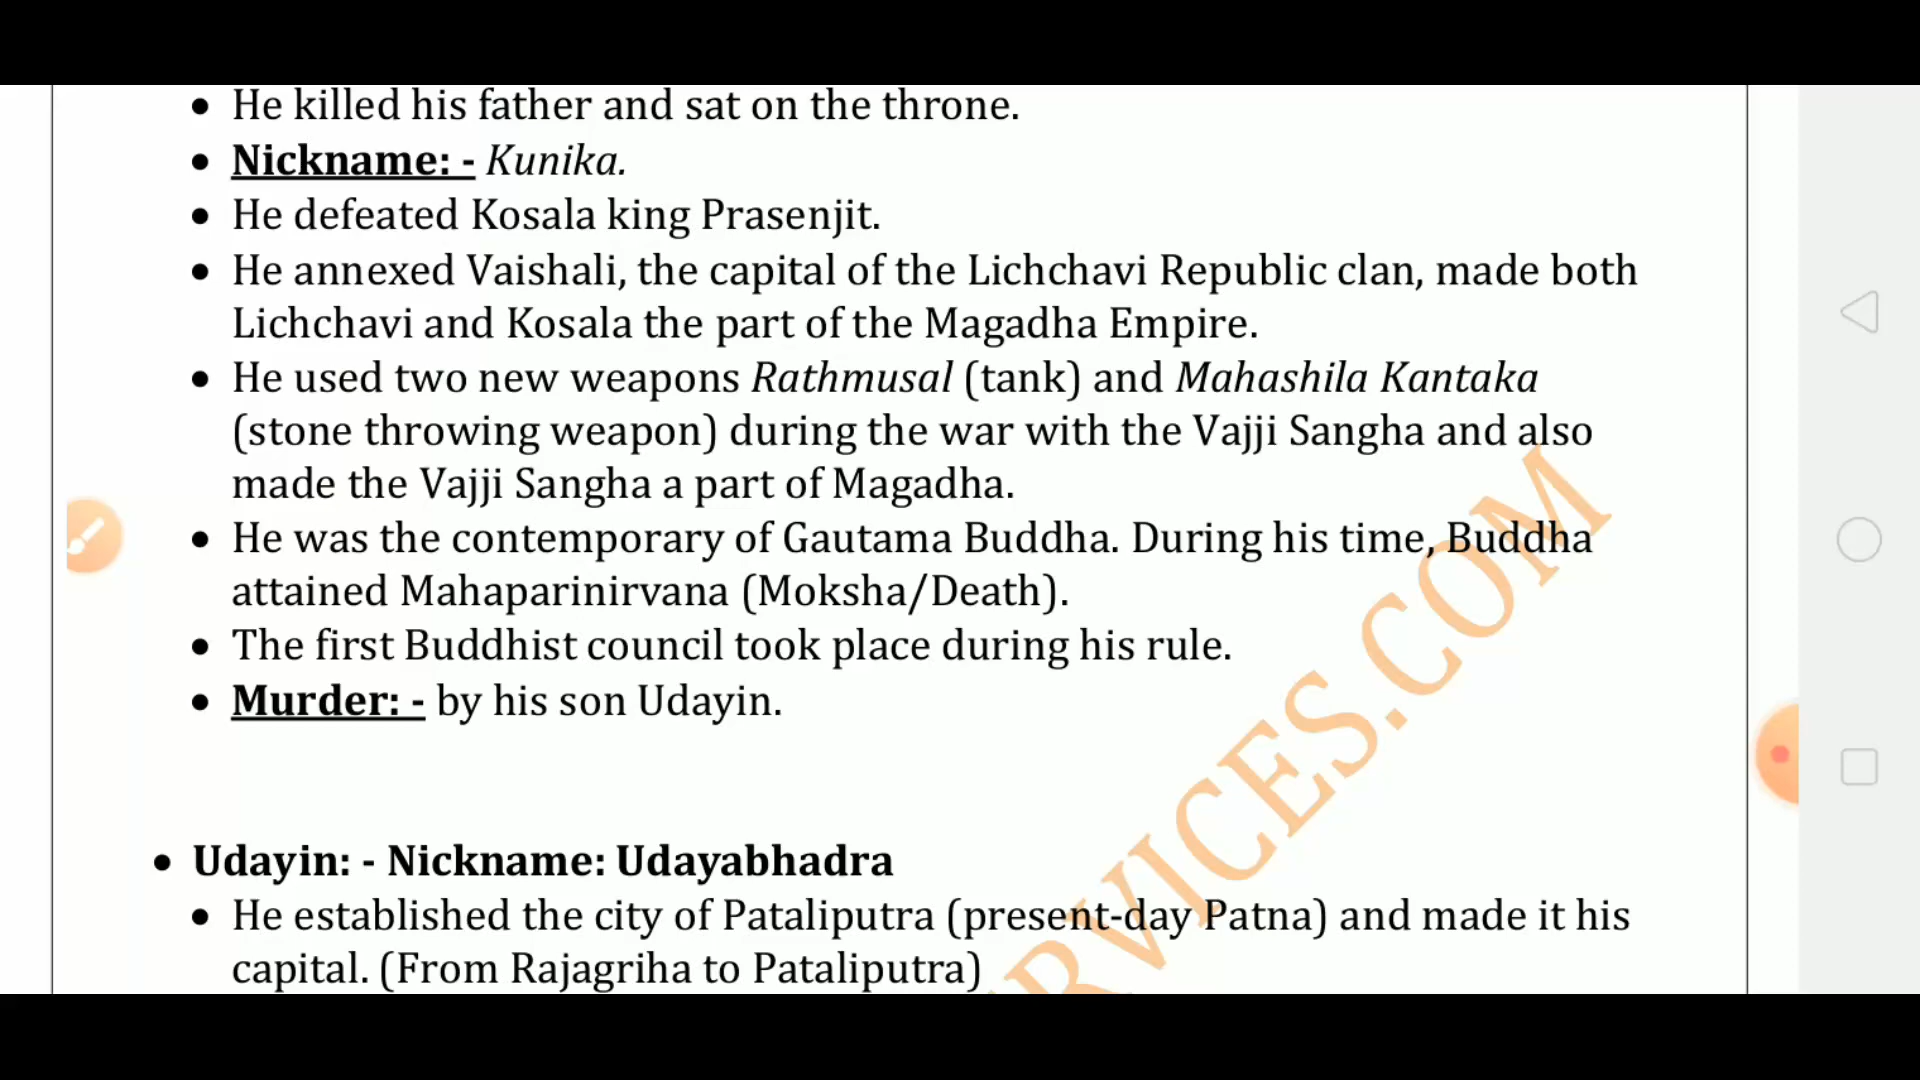 • He killed his father and sat on the throne.
• Nickname: - Kunika.
• He defeated Kosala king Prasenjit.
• He annexed Vaishali, the capital of the Lichchavi Republic clan, made both
Lichchavi and Kosala the part of the Magadha Empire.
• He used two new weapons Rathmusal (tank) and Mahashila Kantaka
(stone throwing weapon) during the war with the Vajji Sangha and also
made the Vajji Sangha a part of Magadha.
• He was the contemporary of Gautama Buddha. During his time, Buddha
attained Mahaparinirvana (Moksha/Death).
• The first Buddhist council took place during his rule.
• Murder: - by his son Udayin.
• Udayin: - Nickname: Udayabhadra
• He established the city of Pataliputra (present-day Patna) and made it his
capital. (From Rajagriha to Pataliputra)
RVICES.COM